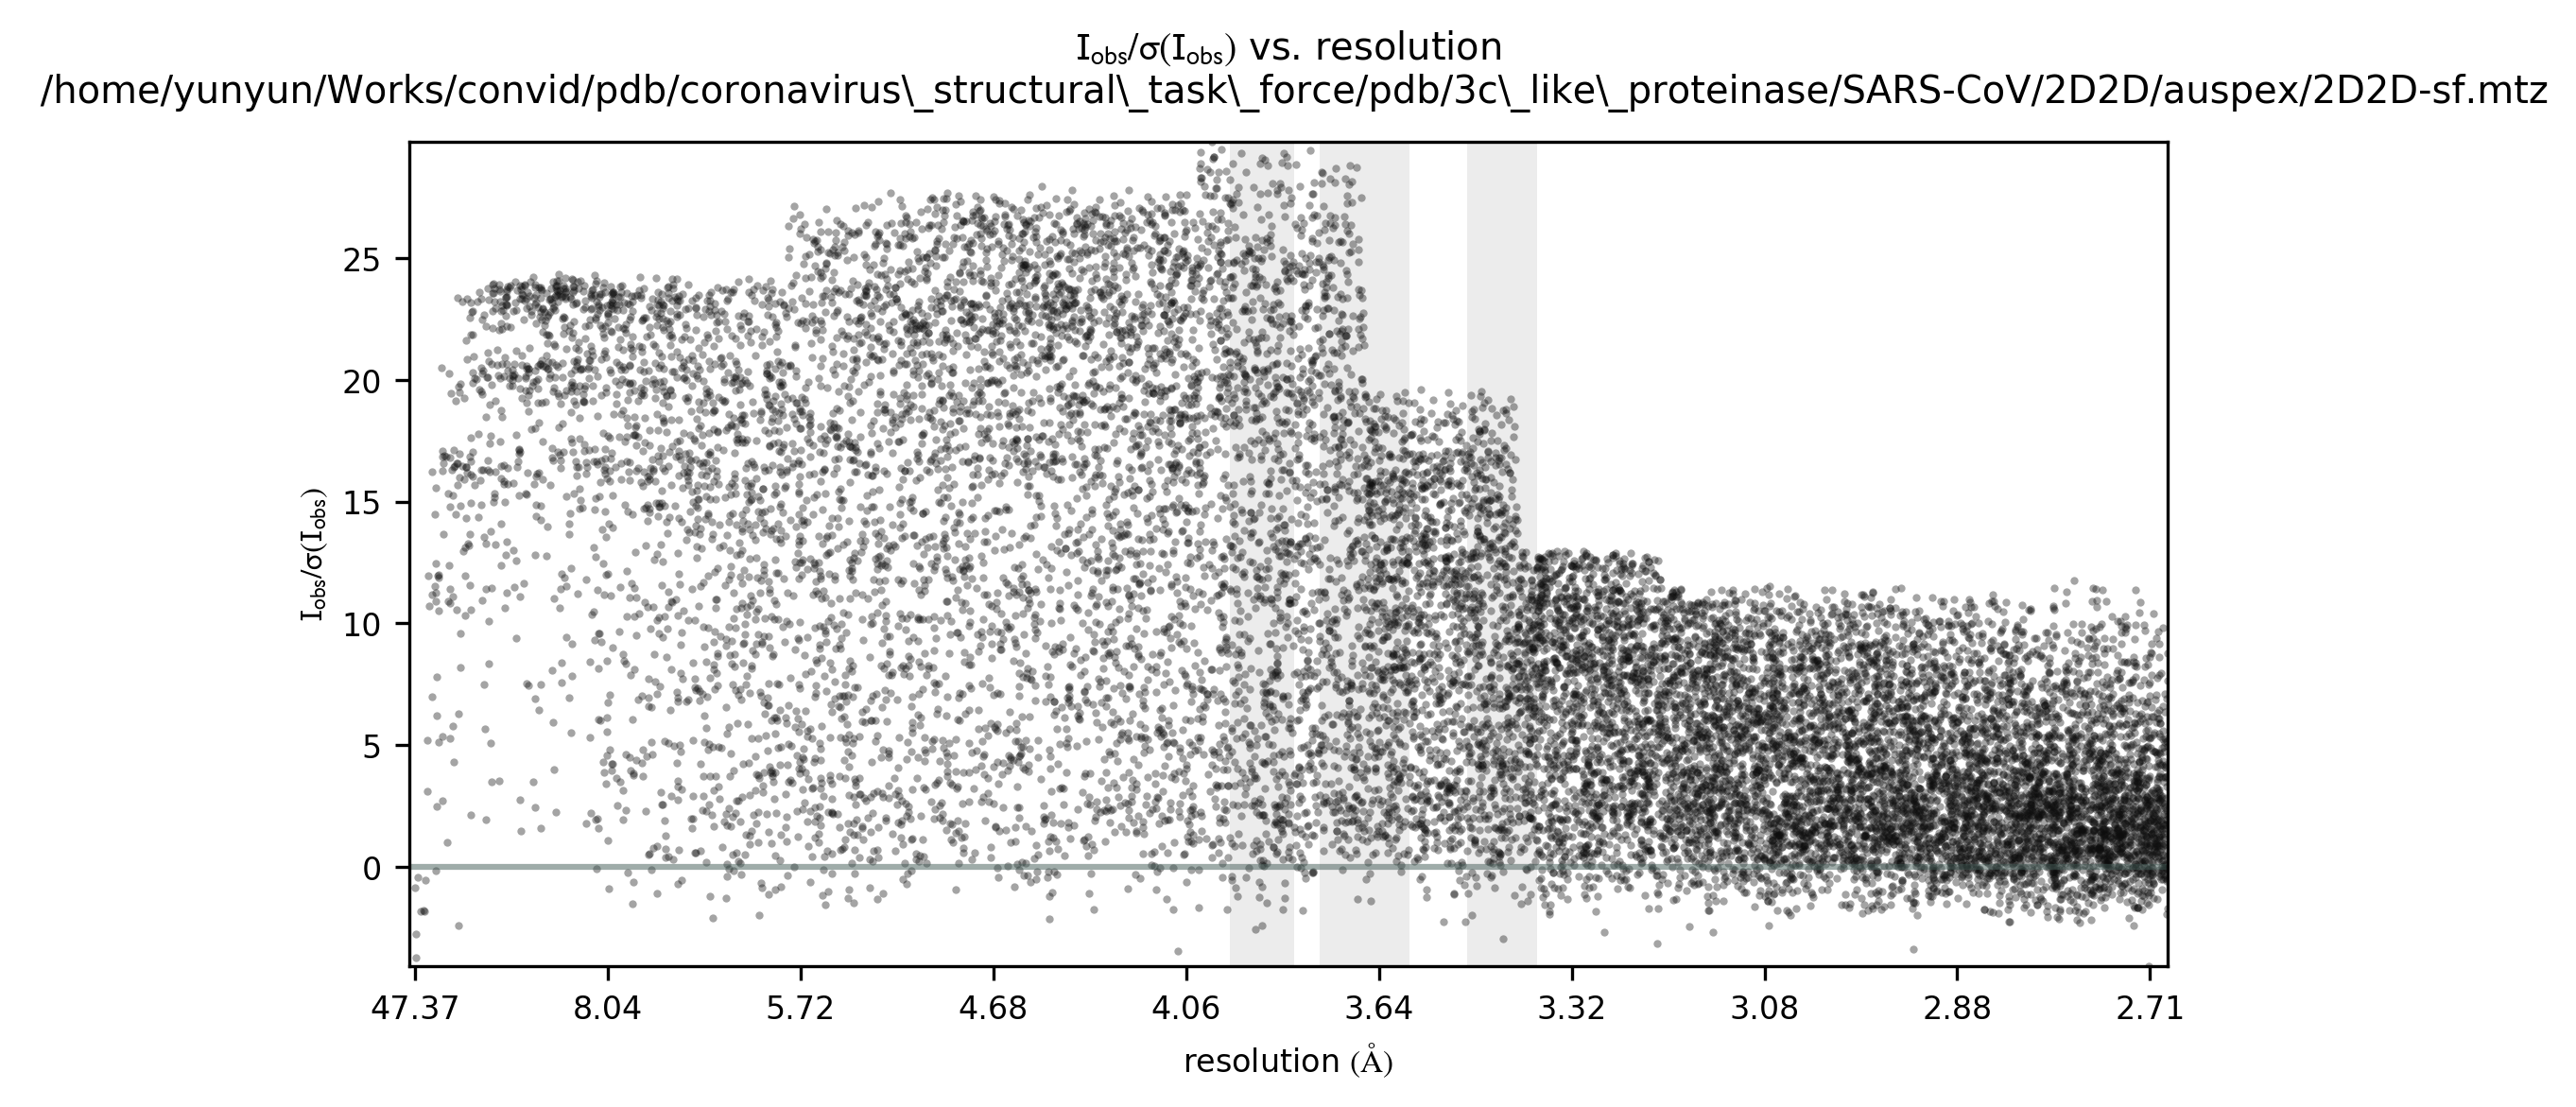 Iobs/σ(Iobs) vs. resolution
/home/yunyun/Works/convid/pdb/coronavirus\_structural\_task\_force/pdb/3c\_like\_proteinase/SARS-CoV/2D2D/auspex/2D2D-sf.mtz
Iobs/σ(Iobs)
25
20
15
10
5
0
47.37 8.04 5.72 4.68 4.06 3.64 3.32 3.08 2.88 2.71
resolution (Å)